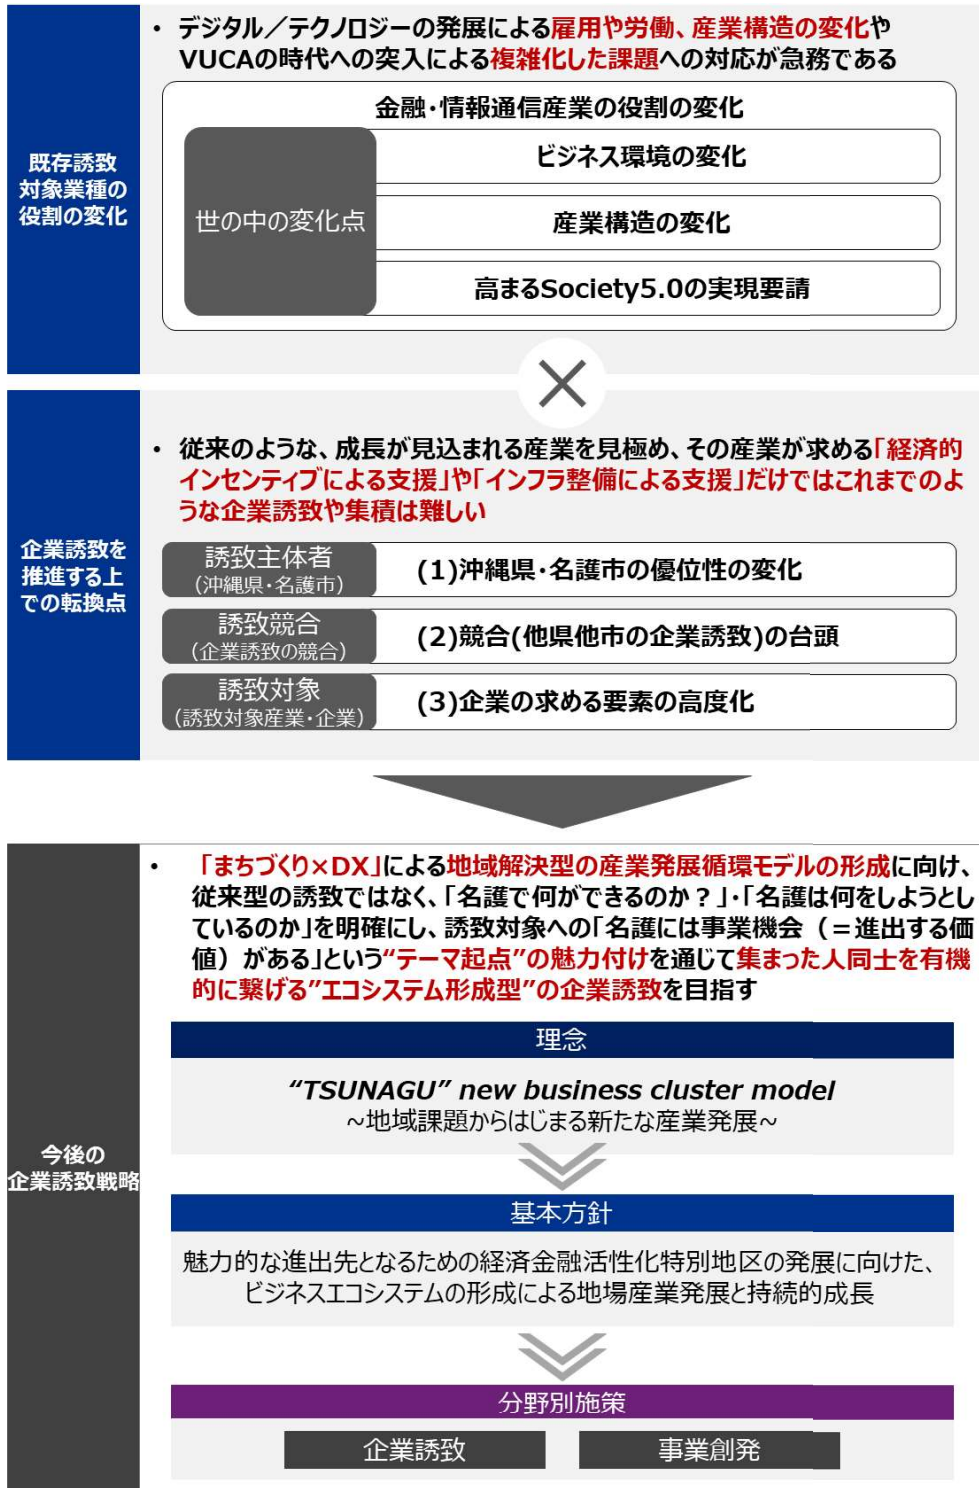 • デジタル／テクノロジーの発展による雇用や労働、産業構造の変化や
VUCAの時代への突入による複雑化した課題への対応が急務である
既存誘致
対象業種の
役割の変化
金融・情報通信産業の役割の変化
世の中の変化点
ビジネス環境の変化
産業構造の変化
高まるSociety5.0の実現要請
×
• 従来のような、成長が見込まれる産業を見極め、その産業が求める「経済的
インセンティブによる支援」や「インフラ整備による支援」だけではこれまでのよ
うな企業誘致や集積は難しい
企業誘致を
推進する上
での転換点
誘致主体者
（沖縄県・名護市）
(1)沖縄県・名護市の優位性の変化
誘致競合
（企業誘致の競合）
(2)競合(他県他市の企業誘致)の台頭
誘致対象
（誘致対象産業・企業）
(3)企業の求める要素の高度化
• 「まちづくり×DX」による地域解決型の産業発展循環モデルの形成に向け、
従来型の誘致ではなく、「名護で何ができるのか？」・「名護は何をしようとし
ているのか」を明確にし、誘致対象への「名護には事業機会（＝進出する価
値）がある」という“テーマ起点”の魅力付けを通じて集まった人同士を有機
的に繋げる”エコシステム形成型”の企業誘致を目指す
今後の
企業誘致戦略
理念
“TSUNAGU” new business cluster model
~地域課題からはじまる新たな産業発展~
基本方針
魅力的な進出先となるための経済金融活性化特別地区の発展に向けた、
ビジネスエコシステムの形成による地場産業発展と持続的成長
分野別施策
企業誘致
事業創発